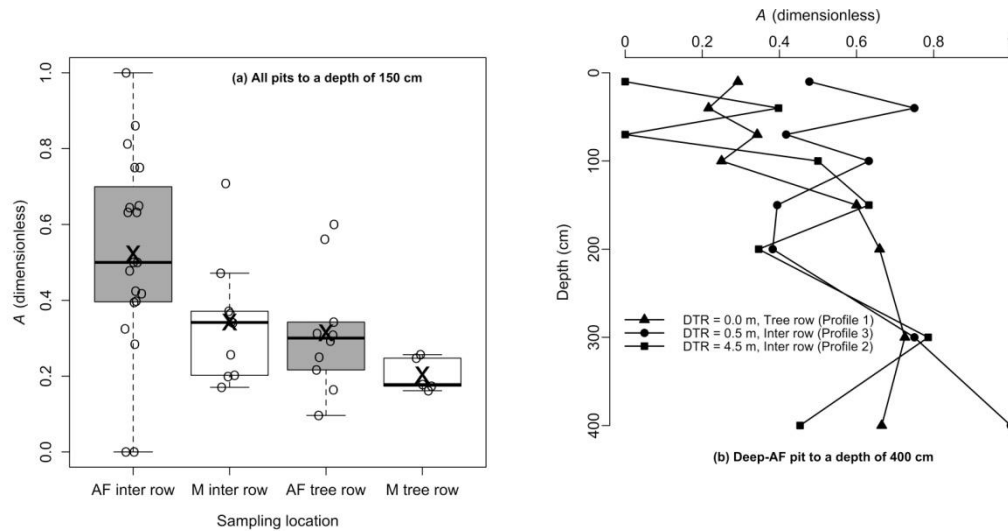 (a) All pits to a depth of 150 cm
A (dimensionless)
1.0
0.8
0.6
0.4
0.2
0.0
AF inter row M inter row AF tree row M tree row
Sampling location
A (dimensionless)
0 0.2 0.4 0.6 0.8
Depth (cm)
0
100
200
300
400
DTR = 0.0 m, Tree row (Profile 1)
DTR = 0.5 m, Inter row (Profile 3)
DTR = 4.5 m, Inter row (Profile 2)
(b) Deep-AF pit to a depth of 400 cm